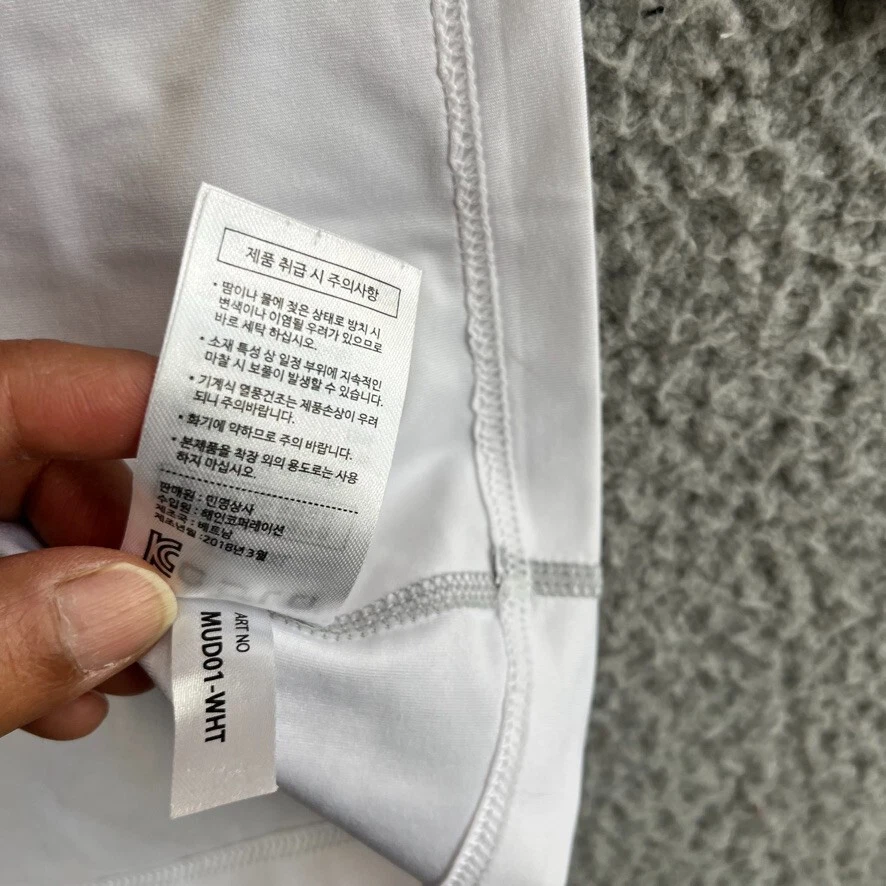 제품 취급 시 주의사항
• 땀이나 물에 젖은 상태로 방치 시
변색이나 이염될 우려가 있으므로
바로 세탁 하십시오.
• 소재 특성 상 일정 부위에 지속적인
마찰 시 보풀이 발생할 수 있습니다.
• 기계식 열풍건조는 제품손상이 우려
되니 주의바랍니다.
• 화기에 약하므로 주의 바랍니다.
• 본제품을 착장 외의 용도로는 사용
하지 마십시오.
판매원 : 민영상사
수입원 : 해인코퍼레이션
제조국 : 베트남
제조년월 : 2018년 3월
ART NO
MUD01-WHT